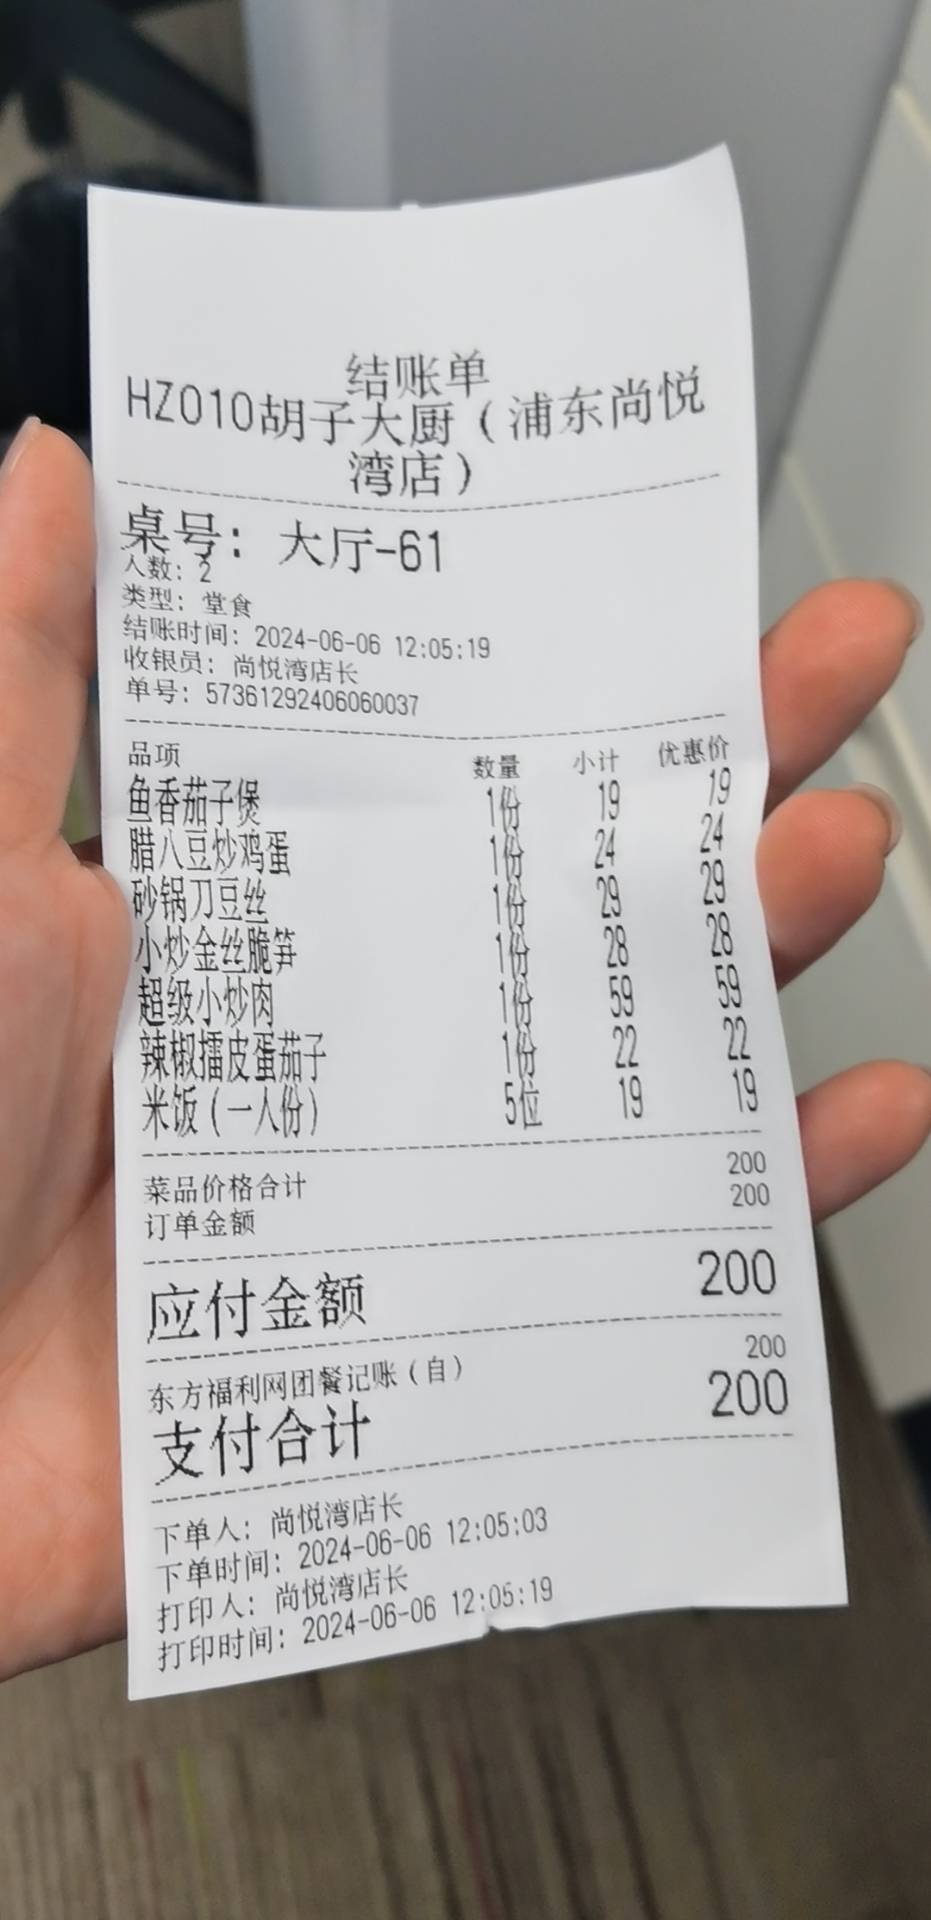 结账单
HZ010胡子大厨（浦东尚悦
湾店）
桌号: 大厅-61
人数: 2
类型: 堂食
结账时间: 2024-06-06 12:05:19
收银员: 尚悦湾店长
单号: 57361292406060037
品项 数量 小计 优惠价
鱼香茄子煲 1份 19 19
腊八豆炒鸡蛋 1份 24 24
砂锅刀豆丝 1份 29 29
小炒金丝脆笋 1份 28 28
超级小炒肉 1份 59 59
辣椒擂皮蛋茄子 1份 22 22
米饭（一人份） 5位 19 19
菜品价格合计 200
订单金额 200
应付金额 200
东方福利网团餐记账（自） 200
支付合计 200
下单人: 尚悦湾店长
下单时间: 2024-06-06 12:05:03
打印人: 尚悦湾店长
打印时间: 2024-06-06 12:05:19